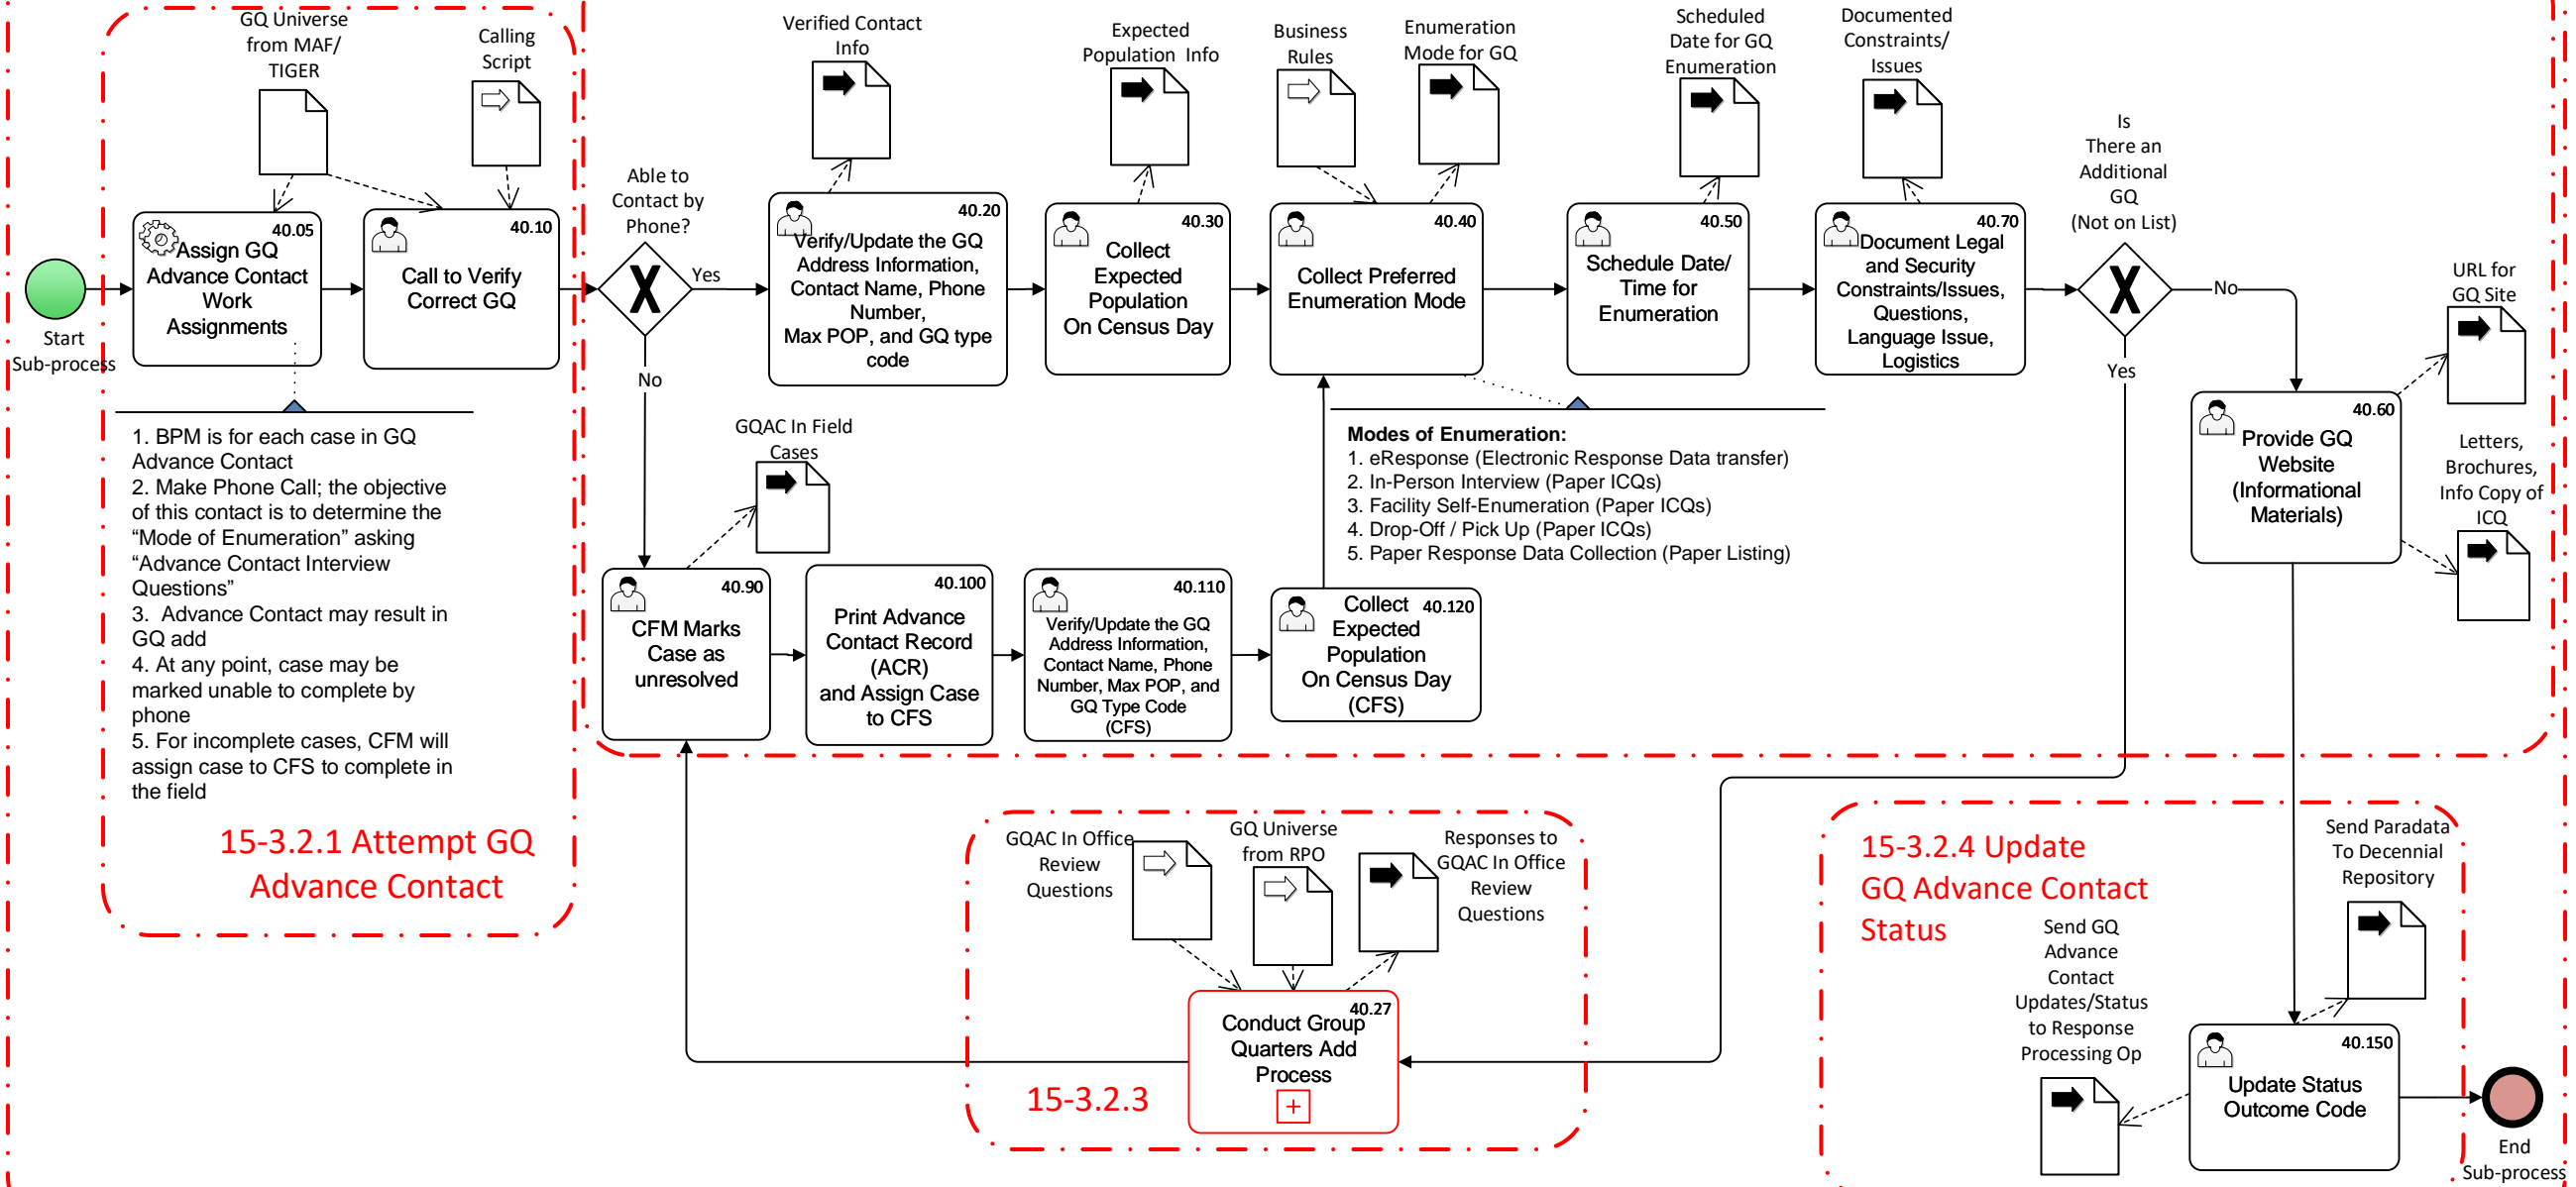 GQ Universe
from MAF/
TIGER
Calling
Script
Verified Contact
Info
Expected
Population Info
Business
Rules
Enumeration
Mode for GQ
Scheduled
Date for GQ
Enumeration
Documented
Constraints/
Issues
Start
Sub-process
40.05
Assign GQ
Advance Contact
Work
Assignments
40.10
Call to Verify
Correct GQ
Able to
Contact by
Phone?
Yes
No
40.20
Verify/Update the GQ
Address Information,
Contact Name, Phone
Number,
Max POP, and GQ type
code
40.30
Collect
Expected
Population
On Census Day
40.40
Collect Preferred
Enumeration Mode
40.50
Schedule Date/
Time for
Enumeration
40.70
Document Legal
and Security
Constraints/Issues,
Questions,
Language Issue,
Logistics
Is
There an
Additional
GQ
(Not on List)
No
Yes
URL for
GQ Site
40.60
Provide GQ
Website
(Informational
Materials)
Letters,
Brochures,
Info Copy of
ICQ
1. BPM is for each case in GQ
Advance Contact
2. Make Phone Call; the objective
of this contact is to determine the
“Mode of Enumeration” asking
“Advance Contact Interview
Questions”
3. Advance Contact may result in
GQ add
4. At any point, case may be
marked unable to complete by
phone
5. For incomplete cases, CFM will
assign case to CFS to complete in
the field
15-3.2.1 Attempt GQ
Advance Contact
GQAC In Field
Cases
Modes of Enumeration:
1. eResponse (Electronic Response Data transfer)
2. In-Person Interview (Paper ICQs)
3. Facility Self-Enumeration (Paper ICQs)
4. Drop-Off / Pick Up (Paper ICQs)
5. Paper Response Data Collection (Paper Listing)
40.90
CFM Marks
Case as
unresolved
40.100
Print Advance
Contact Record
(ACR)
and Assign Case
to CFS
40.110
Verify/Update the GQ
Address Information,
Contact Name, Phone
Number, Max POP, and
GQ Type Code
(CFS)
40.120
Collect
Expected
Population
On Census Day
(CFS)
GQAC In Office
Review
Questions
GQ Universe
from RPO
Responses to
GQAC In Office
Review
Questions
40.27
Conduct Group
Quarters Add
Process
15-3.2.3
15-3.2.4 Update
GQ Advance Contact
Status
Send Paradata
To Decennial
Repository
Send GQ
Advance
Contact
Updates/Status
to Response
Processing Op
40.150
Update Status
Outcome Code
End
Sub-process